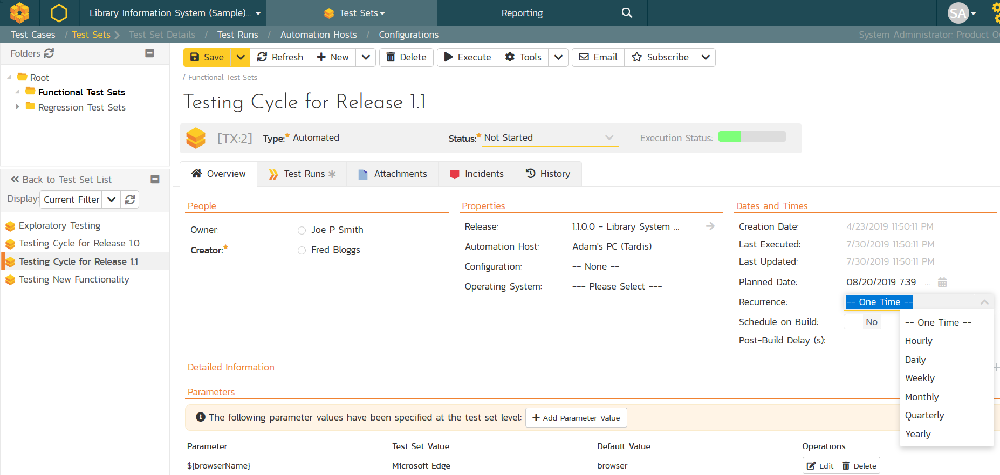 Library Information System (Sample)...
Test Sets
Reporting
SA
Test Cases / Test Sets Test Set Details / Test Runs / Automation Hosts / Configurations
System Administrator: Product O
Folders
Root
Functional Test Sets
Regression Test Sets
Back to Test Set List
Display: Current Filter
Exploratory Testing
Testing Cycle for Release 1.0
Testing Cycle for Release 1.1
Testing New Functionality
Save Refresh New Delete Execute Tools Email Subscribe
/ Functional Test Sets
Testing Cycle for Release 1.1
[TX:2] Type:* Automated Status:* Not Started Execution Status:
Overview Test Runs * Attachments Incidents History
People
Owner: Joe P Smith
Creator:* Fred Bloggs
Properties
Release: 1.1.0.0 - Library System ...
Automation Host: Adam's PC (Tardis)
Configuration: -- None --
Operating System: --- Please Select ---
Dates and Times
Creation Date: 4/23/2019 11:50:11 PM
Last Executed: 7/30/2019 11:50:11 PM
Last Updated: 7/30/2019 11:50:11 PM
Planned Date: 08/20/2019 7:39 ...
Recurrence: -- One Time --
Schedule on Build: No
Post-Build Delay (s):
-- One Time --
Hourly
Daily
Weekly
Monthly
Quarterly
Yearly
Detailed Information
Parameters
The following parameter values have been specified at the test set level: + Add Parameter Value
Parameter Test Set Value Default Value Operations
${browserName} Microsoft Edge browser Edit Delete